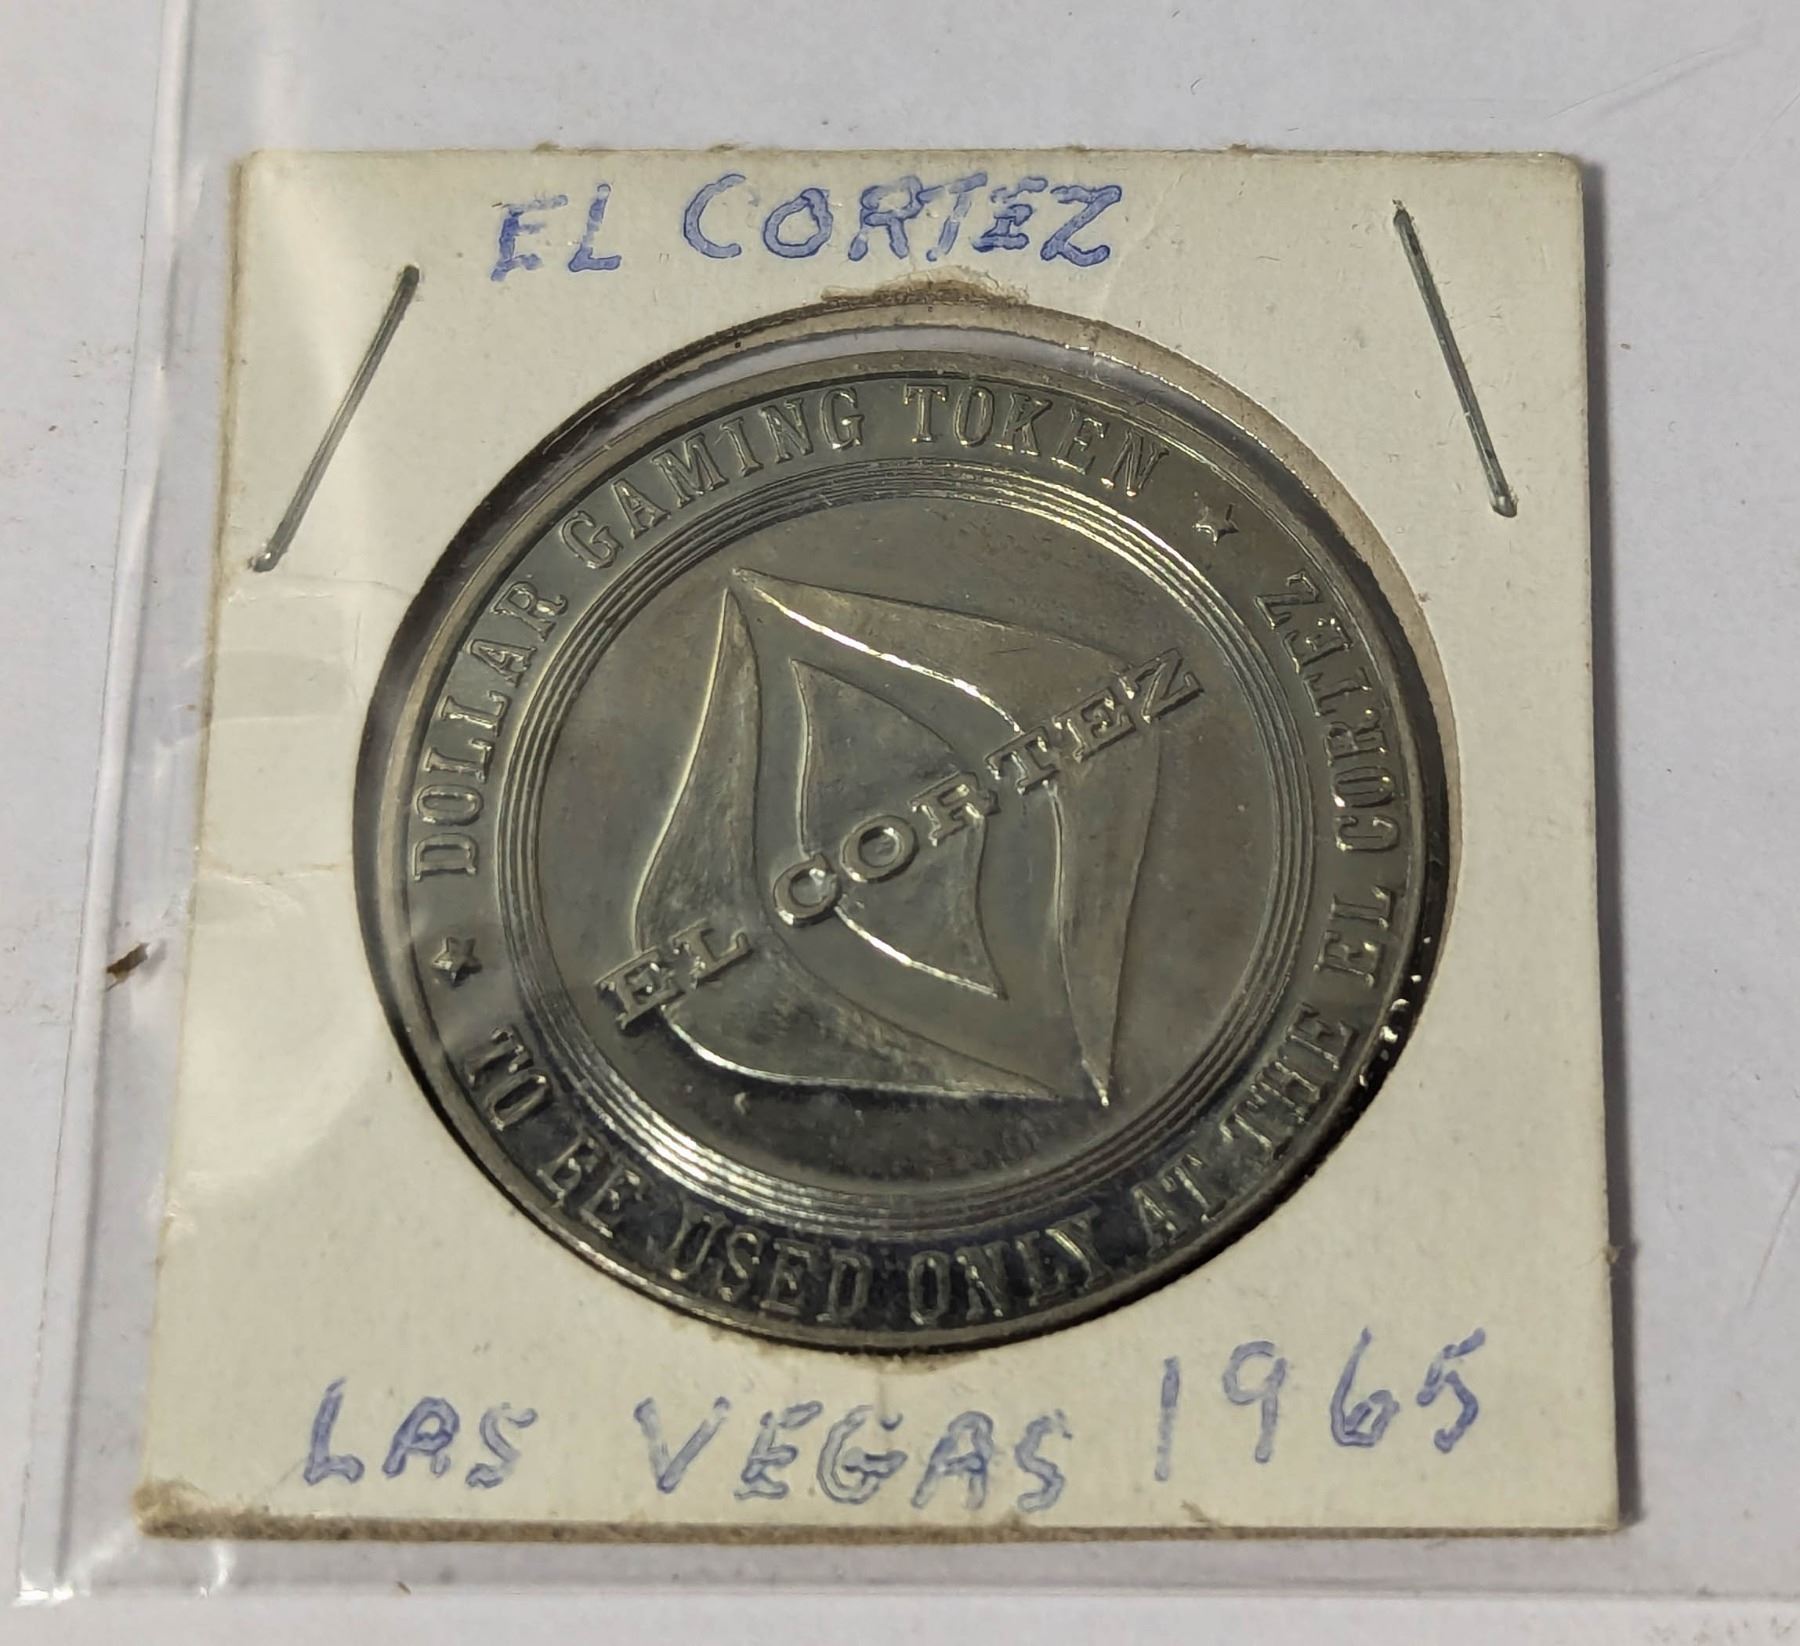 EL CORTEZ
DOLLAR GAMING TOKEN
TO BE USED ONLY AT THE EL CORTEZ
EL CORTEZ
LAS VEGAS 1965